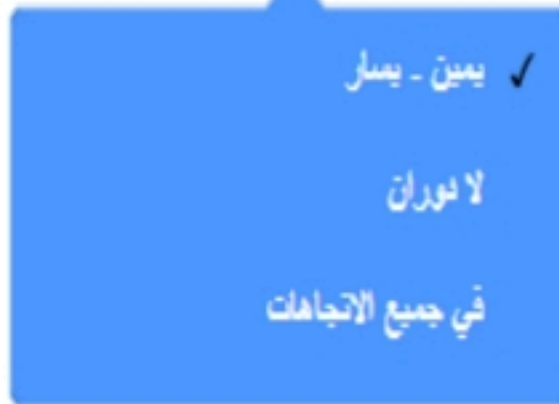 ✓ يمين - يسار
لا دوران
في جميع الاتجاهات